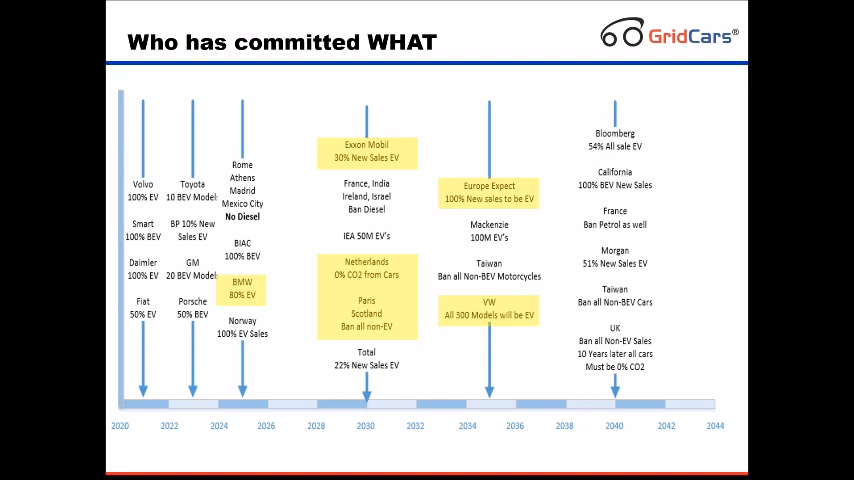 Who has committed WHAT
GridCars®
Volvo
100% EV
Smart
100% BEV
Daimler
100% EV
Fiat
50% EV
Toyota
10 BEV Model:
BP 10% New
Sales EV
GM
20 BEV Model:
Porsche
50% BEV
Rome
Athens
Madrid
Mexico City
No Diesel
BIAC
100% BEV
BMW
80% EV
Norway
100% EV Sales
Exxon Mobil
30% New Sales EV
France, India
Ireland, Israel
Ban Diesel
IEA 50M EV's
Netherlands
0% CO2 from Cars
Paris
Scotland
Ban all non-EV
Total
22% New Sales EV
Europe Expect
100% New sales to be EV
Mackenzie
100M EV's
Taiwan
Ban all Non-BEV Motorcycles
VW
All 300 Models will be EV
Bloomberg
54% All sale EV
California
100% BEV New Sales
France
Ban Petrol as well
Morgan
51% New Sales EV
Taiwan
Ban all Non-BEV Cars
UK
Ban all Non-EV Sales
10 Years later all cars
Must be 0% CO2
2020 2022 2024 2026 2028 2030 2032 2034 2036 2038 2040 2042 2044